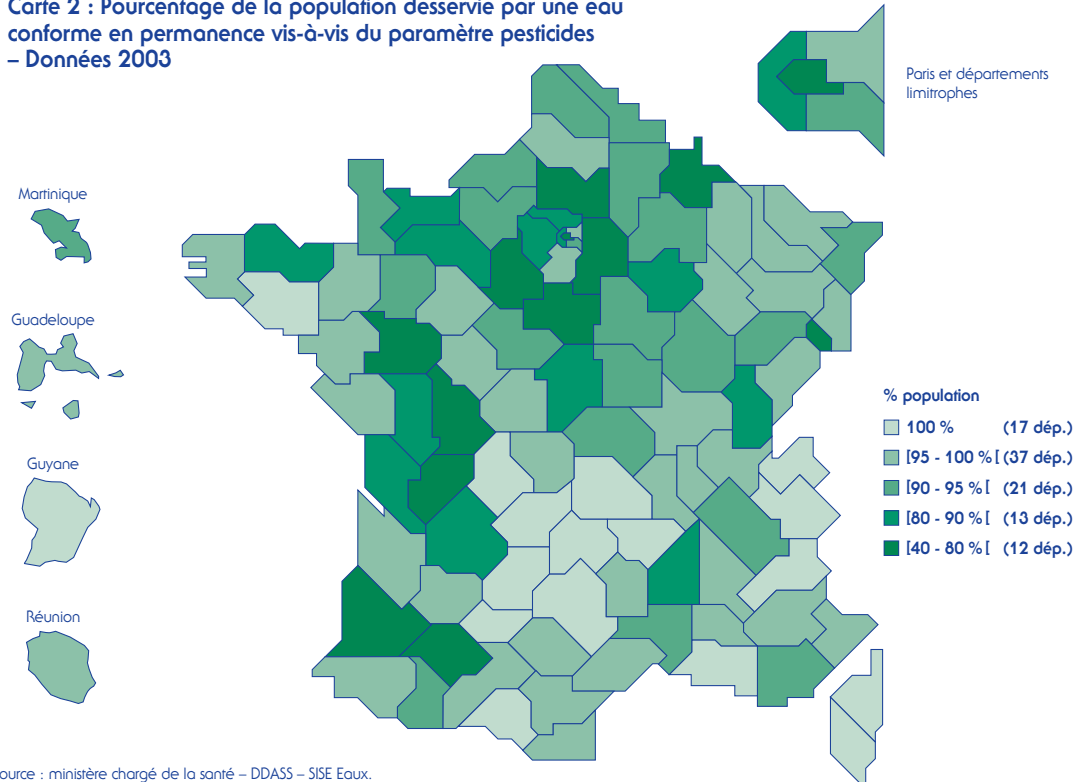 Carte 2 : Pourcentage de la population desservie par une eau
conforme en permanence vis-à-vis du paramètre pesticides
– Données 2003
Paris et départements
limitrophes
Martinique
Guadeloupe
Guyane
Réunion
% population
100 % (17 dép.)
[95 - 100 % [ (37 dép.)
[90 - 95 % [ (21 dép.)
[80 - 90 % [ (13 dép.)
[40 - 80 % [ (12 dép.)
ource : ministère chargé de la santé – DDASS – SISE Eaux.